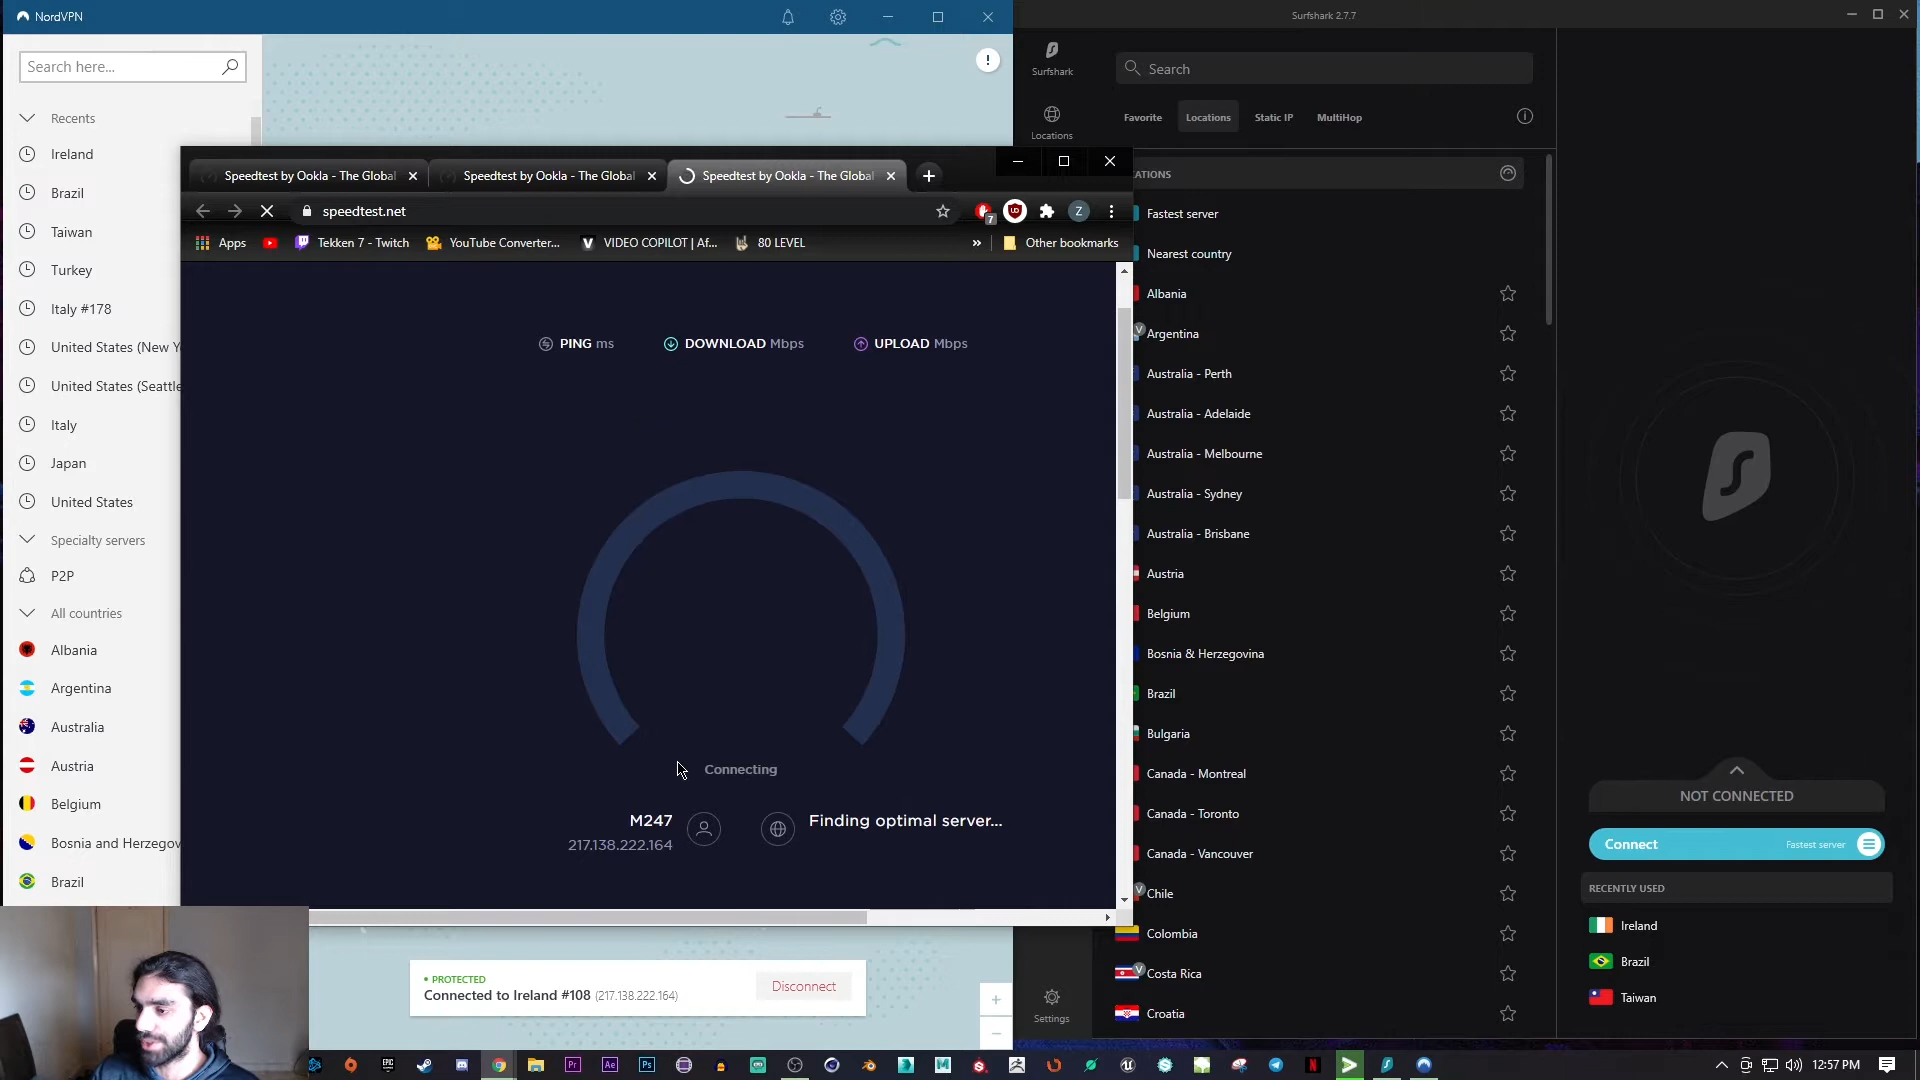 NordVPN
Search here...
Recents
Ireland
Brazil
Taiwan
Turkey
Italy #178
United States (New Y
United States (Seattle
Italy
Japan
United States
Specialty servers
P2P
All countries
Albania
Argentina
Australia
Austria
Belgium
Bosnia and Herzegov
Brazil
!
Speedtest by Ookla - The Global
Speedtest by Ookla - The Global
Speedtest by Ookla - The Global
speedtest.net
7
Z
Apps
Tekken 7 - Twitch
YouTube Converter...
VIDEO COPILOT | Af...
80 LEVEL
»
Other bookmarks
PING ms
DOWNLOAD Mbps
UPLOAD Mbps
Connecting
M247
217.138.222.164
Finding optimal server...
• PROTECTED
Connected to Ireland #108 (217.138.222.164)
Disconnect
Surfshark 2.7.7
Surfshark
Search
Locations
Favorite
Locations
Static IP
MultiHop
ATIONS
Fastest server
Nearest country
Albania
V
Argentina
Australia - Perth
Australia - Adelaide
Australia - Melbourne
Australia - Sydney
Australia - Brisbane
Austria
Belgium
Bosnia & Herzegovina
Brazil
Bulgaria
Canada - Montreal
Canada - Toronto
Canada - Vancouver
V
Chile
Colombia
V
Costa Rica
Croatia
Settings
NOT CONNECTED
Connect
Fastest server
RECENTLY USED
Ireland
Brazil
Taiwan
Pr
Ae
Ps
12:57 PM